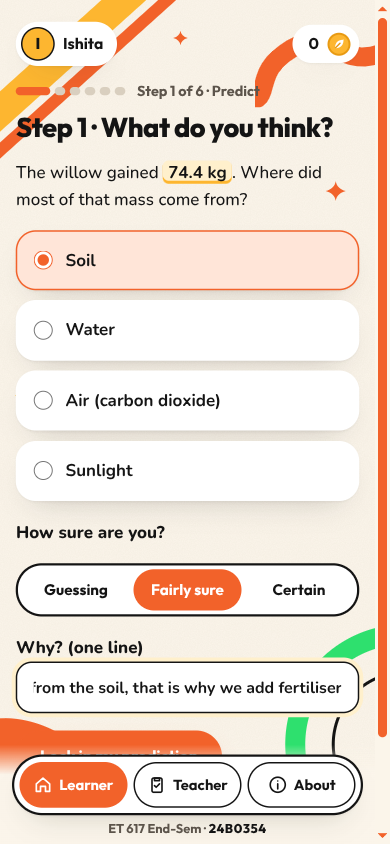 I Ishita
0
Step 1 of 6 · Predict
Step 1 · What do you think?
The willow gained 74.4 kg. Where did
most of that mass come from?
Soil
Water
Air (carbon dioxide)
Sunlight
How sure are you?
Guessing Fairly sure Certain
Why? (one line)
from the soil, that is why we add fertiliser
Learner Teacher About
ET 617 End-Sem · 24B0354